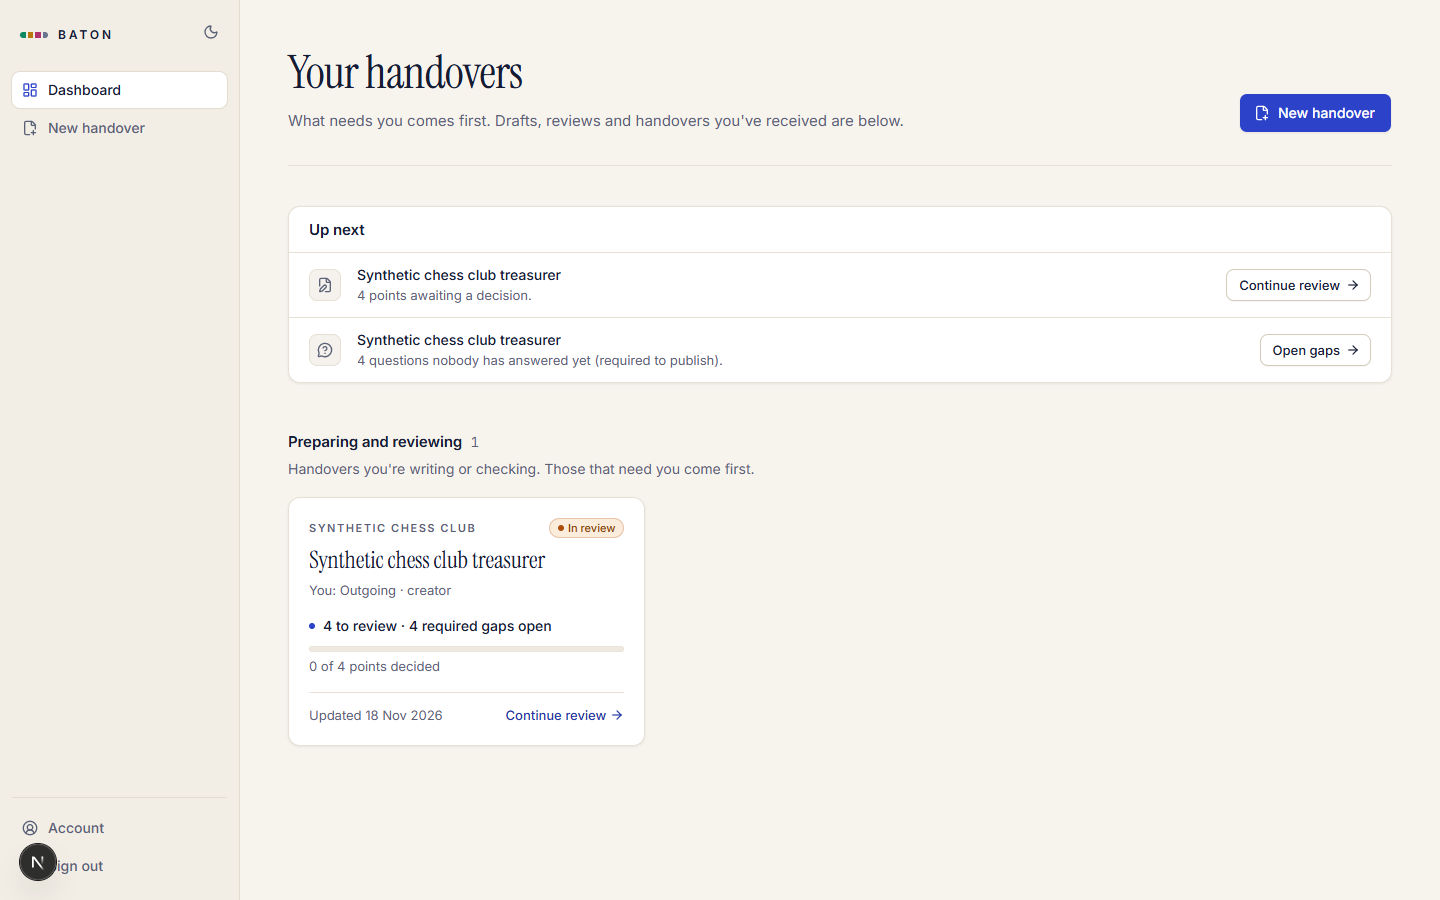 BATON
Dashboard
New handover
Your handovers
What needs you comes first. Drafts, reviews and handovers you've received are below.
New handover
Up next
Synthetic chess club treasurer
4 points awaiting a decision.
Continue review
Synthetic chess club treasurer
4 questions nobody has answered yet (required to publish).
Open gaps
Preparing and reviewing 1
Handovers you're writing or checking. Those that need you come first.
SYNTHETIC CHESS CLUB
In review
Synthetic chess club treasurer
You: Outgoing · creator
4 to review · 4 required gaps open
0 of 4 points decided
Updated 18 Nov 2026
Continue review
Account
N
ign out